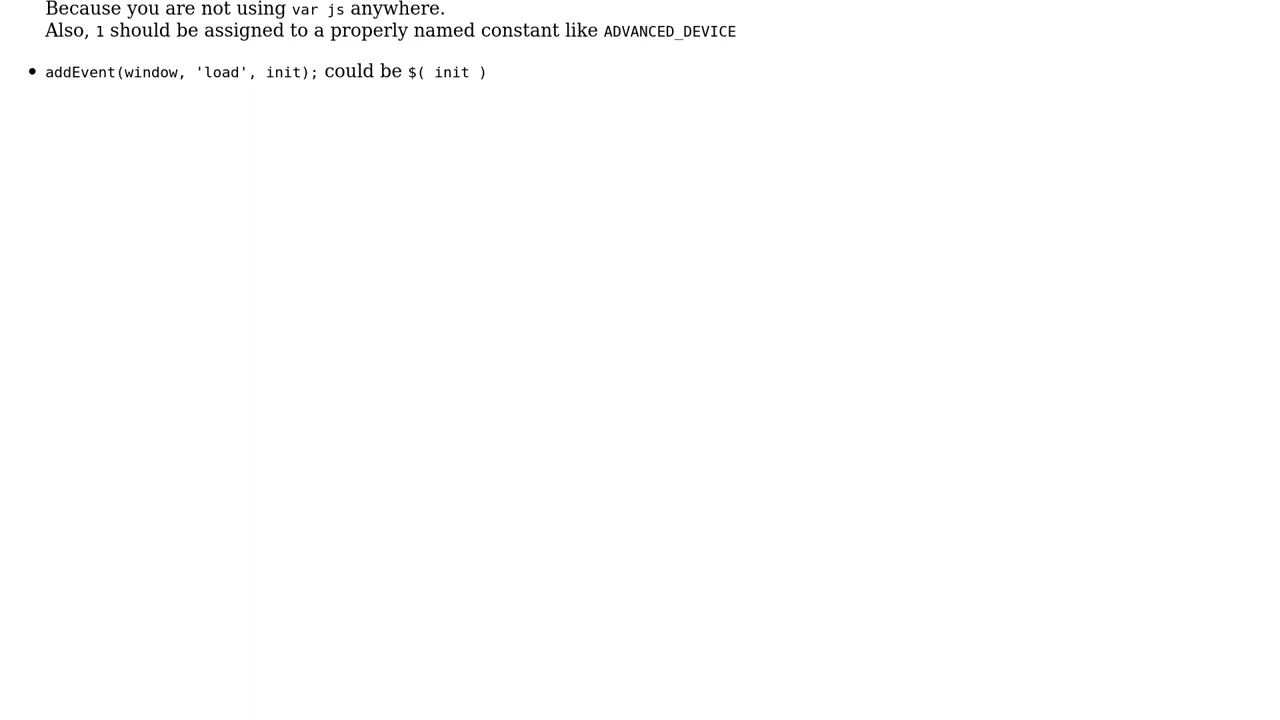 Because you are not using var js anywhere.
Also, 1 should be assigned to a properly named constant like ADVANCED_DEVICE
• addEvent(window, 'load', init); could be $( init )